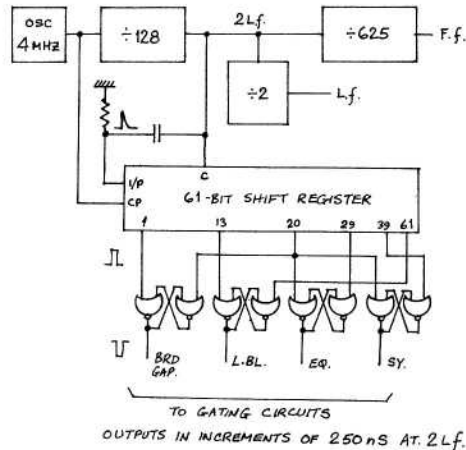 OSC
4MHZ
÷128
2Lf.
÷625
F.f.
÷2
L.f.
I/P
CP
C
61-BIT SHIFT REGISTER
1 13 20 29 39 61
BRD
GAP.
L.BL.
EQ.
SY.
TO GATING CIRCUITS
OUTPUTS IN INCREMENTS OF 250nS AT 2Lf.